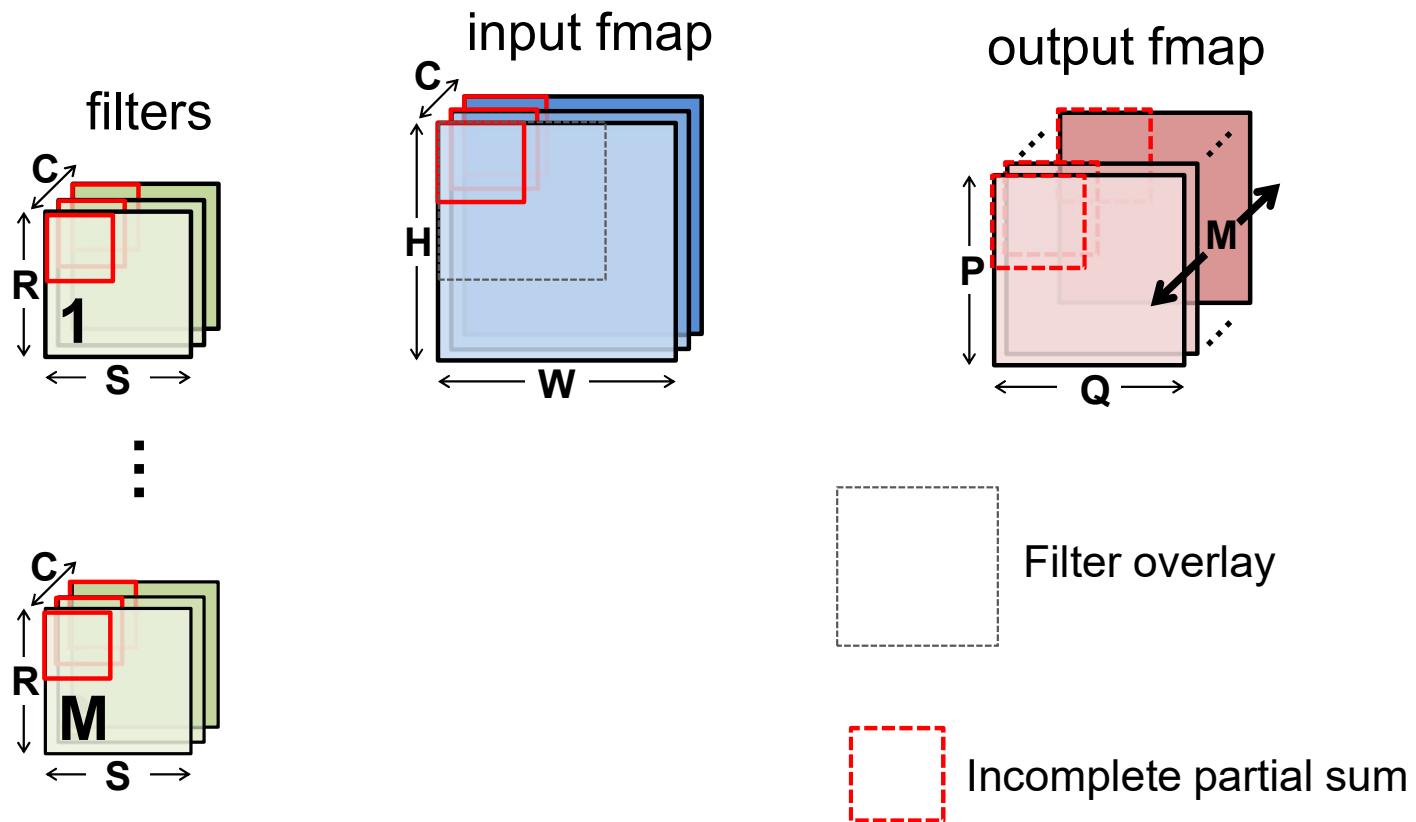 filters
C
R
1
S
⋮
C
R
M
S
input fmap
C
H
W
output fmap
P
M
Q
Filter overlay
Incomplete partial sum